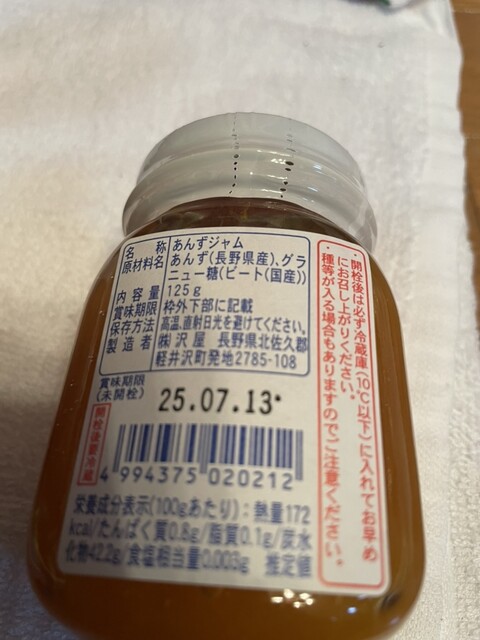 名称 あんずジャム
原材料名 あんず(長野県産)、グラ
ニュー糖(ビート(国産))
内容量 125g
賞味期限 枠外下部に記載
保存方法 高温、直射日光を避けてください。
製造者 ㈱沢屋 長野県北佐久郡
軽井沢町発地2785-108
賞味期限
(未開栓)
25.07.13
開栓後要冷蔵
4 994375 020212
栄養成分表示(100gあたり):熱量172
kcal/たんぱく質0.8g/脂質0.1g/炭水
化物42.2g/食塩相当量0.003g 推定値
・開栓後は必ず冷蔵庫(10℃以下)に入れてお早め
にお召し上がりください。
・種等が入る場合もありますのでご注意ください。